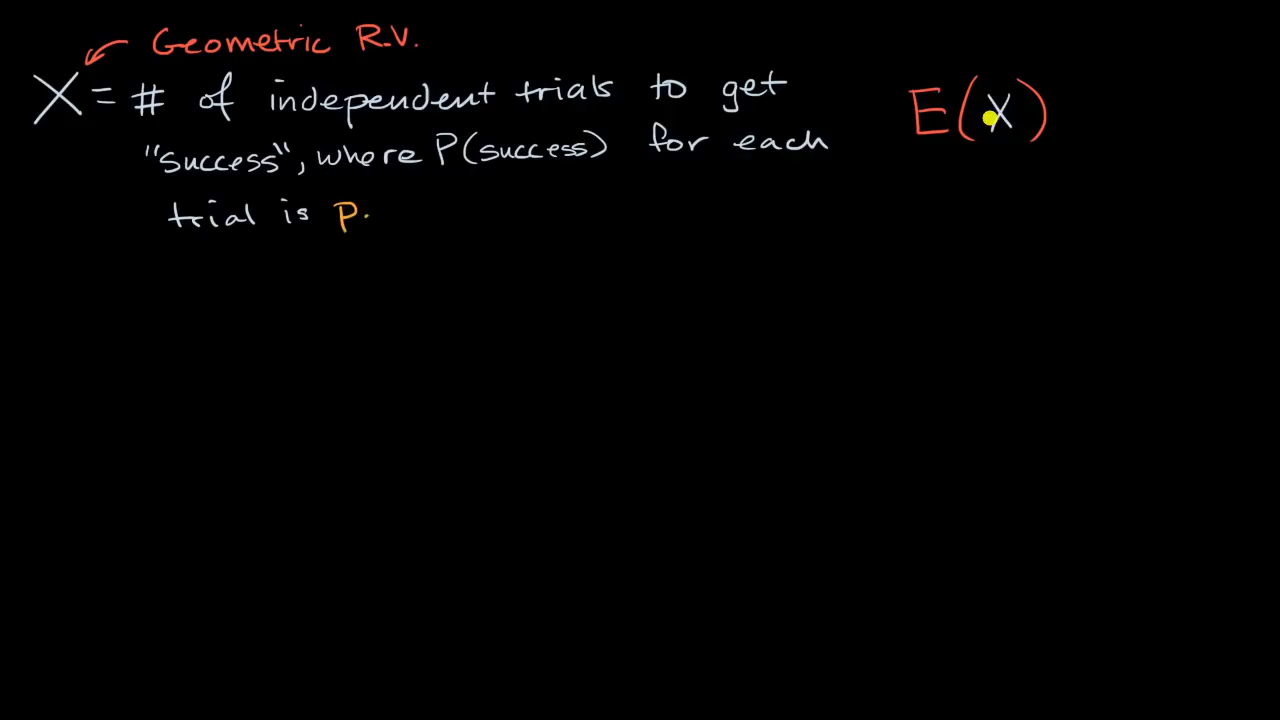 Geometric R.V.
X = # of independent trials to get
"success", where P(success) for each
trial is p.
E(X)